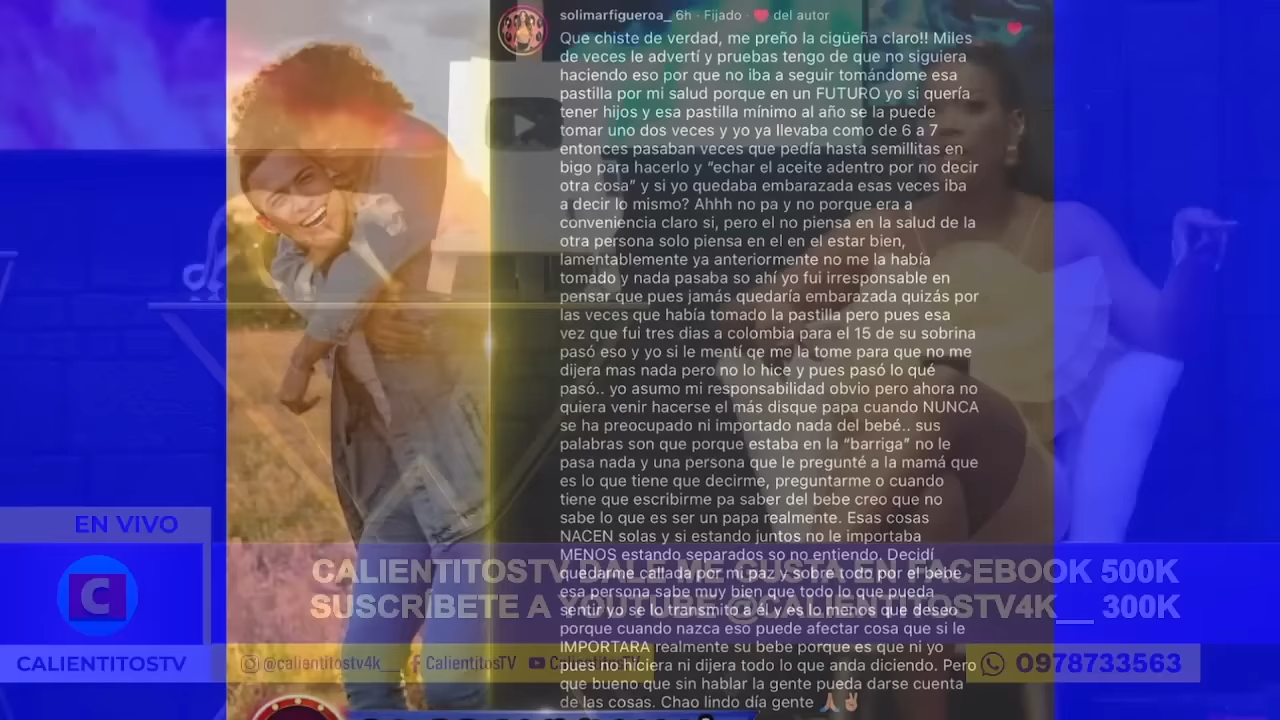 solimarfigueroa_ 6h · Fijado · ❤️ del autor
Que chiste de verdad, me preño la cigüeña claro!! Miles
de veces le advertí y pruebas tengo de que no siguiera
haciendo eso por que no iba a seguir tomándome esa
pastilla por mi salud porque en un FUTURO yo si quería
tener hijos y esa pastilla mínimo al año se la puede
tomar uno dos veces y yo ya llevaba como de 6 a 7
entonces pasaban veces que pedía hasta semillitas en
bigo para hacerlo y “echar el aceite adentro por no decir
otra cosa” y si yo quedaba embarazada esas veces iba
a decir lo mismo? Ahhh no pa y no porque era a
conveniencia claro si, pero el no piensa en la salud de la
otra persona solo piensa en el en el estar bien,
lamentablemente ya anteriormente no me la había
tomado y nada pasaba so ahí yo fui irresponsable en
pensar que pues jamás quedaría embarazada quizás por
las veces que había tomado la pastilla pero pues esa
vez que fui tres dias a colombia para el 15 de su sobrina
pasó eso y yo si le mentí qe me la tome para que no me
dijera mas nada pero no lo hice y pues pasó lo qué
pasó.. yo asumo mi responsabilidad obvio pero ahora no
quiera venir hacerse el más disque papa cuando NUNCA
se ha preocupado ni importado nada del bebé.. sus
palabras son que porque estaba en la “barriga” no le
pasa nada y una persona que le pregunté a la mamá que
es lo que tiene que decirme, preguntarme o cuando
tiene que escribirme pa saber del bebe creo que no
sabe lo que es ser un papa realmente. Esas cosas
NACEN solas y si estando juntos no le importaba
MENOS estando separados so no entiendo. Decidí
quedarme callada por mi paz y sobre todo por el bebe
esa persona sabe muy bien que todo lo que pueda
sentir yo se lo transmito a él y es lo menos que deseo
porque cuando nazca eso puede afectar cosa que si le
IMPORTARA realmente su bebe porque es que ni yo
pues no hiciera ni dijera todo lo que anda diciendo. Pero
que bueno que sin hablar la gente pueda darse cuenta
de las cosas. Chao lindo día gente 🙏🏽✌🏽
EN VIVO
C
CALIENTITOSTV DALE ME GUSTA EN FACEBOOK 500K
SUSCRÍBETE A YOUTUBE @CALIENTITOSTV4K__ 300K
CALIENTITOSTV
@calientitostv4k__ CalientitosTV CalientitosTV
0978733563